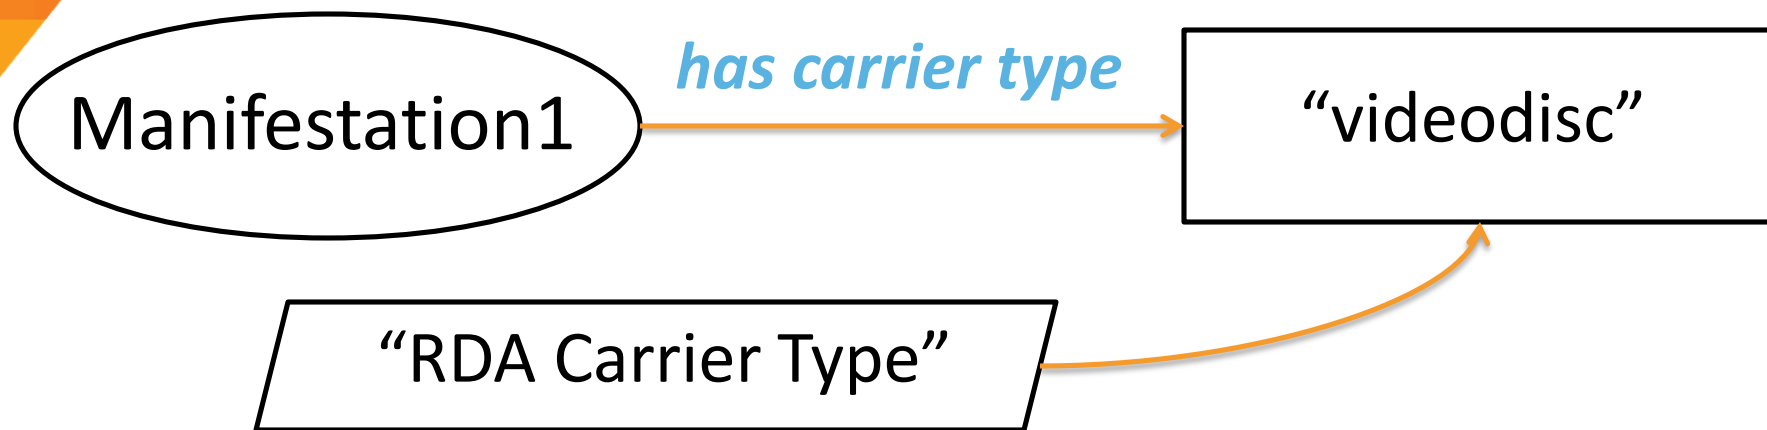 has carrier type
Manifestation1
“videodisc”
“RDA Carrier Type”